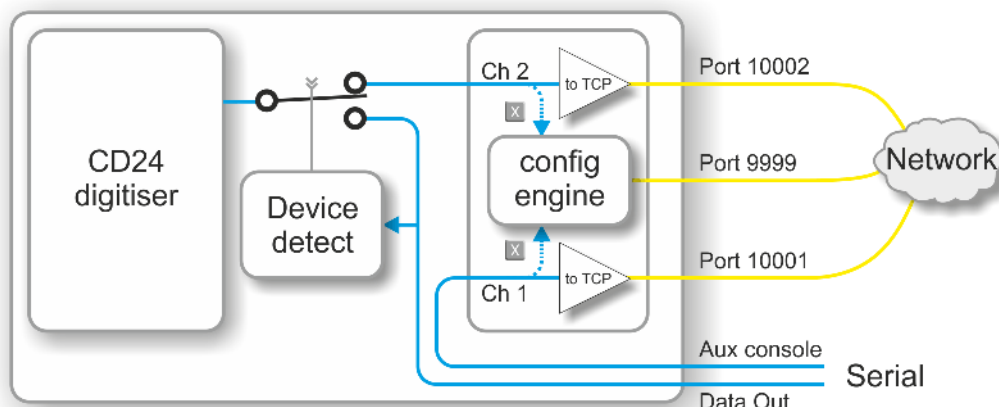 CD24
digitiser
Device
detect
Ch 2
to TCP
X
config
engine
X
to TCP
Ch 1
Port 10002
Port 9999
Port 10001
Network
Aux console
Serial
Data Out